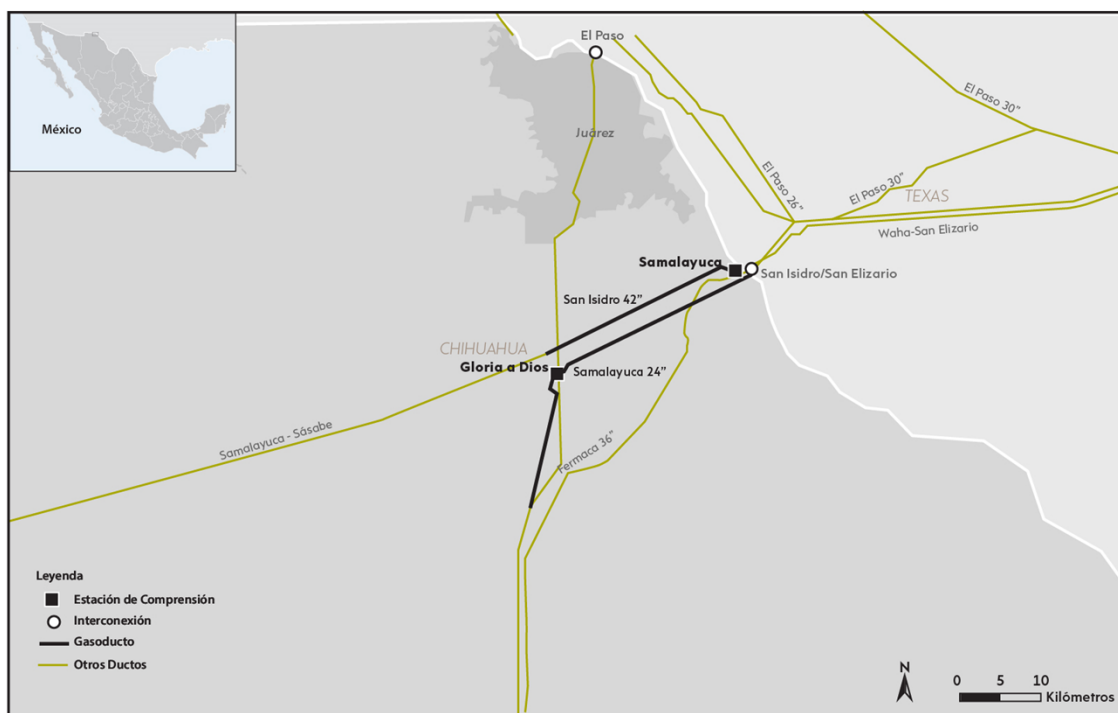 México
El Paso
Juárez
El Paso 30”
El Paso 26”
El Paso 30”
TEXAS
Waha-San Elizario
Samalayuca
San Isidro/San Elizario
San Isidro 42”
CHIHUAHUA
Gloria a Dios
Samalayuca 24”
Samalayuca - Sásabe
Fermaca 36”
Leyenda
Estación de Comprensión
Interconexión
Gasoducto
Otros Ductos
N
0 5 10
Kilómetros